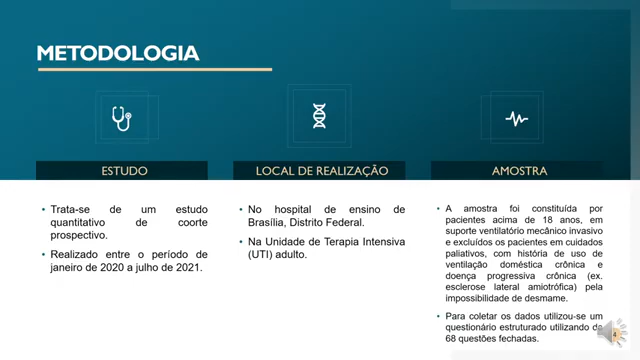 METODOLOGIA
ESTUDO
• Trata-se de um estudo
quantitativo de coorte
prospectivo.
• Realizado entre o período de
janeiro de 2020 a julho de 2021.
LOCAL DE REALIZAÇÃO
• No hospital de ensino de
Brasília, Distrito Federal.
• Na Unidade de Terapia Intensiva
(UTI) adulto.
AMOSTRA
• A amostra foi constituída por
pacientes acima de 18 anos, em
suporte ventilatório mecânico invasivo
e excluídos os pacientes em cuidados
paliativos, com história de uso de
ventilação doméstica crônica e
doença progressiva crônica (ex.
esclerose lateral amiotrófica) pela
impossibilidade de desmame.
• Para coletar os dados utilizou-se um
questionário estruturado utilizando de
68 questões fechadas.
4